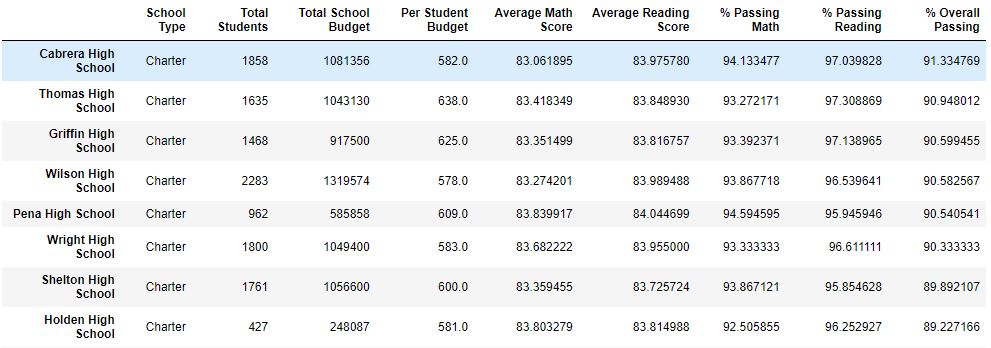 School Type Total Students Total School Budget Per Student Budget Average Math Score Average Reading Score % Passing Math % Passing Reading % Overall Passing
Cabrera High School Charter 1858 1081356 582.0 83.061895 83.975780 94.133477 97.039828 91.334769
Thomas High School Charter 1635 1043130 638.0 83.418349 83.848930 93.272171 97.308869 90.948012
Griffin High School Charter 1468 917500 625.0 83.351499 83.816757 93.392371 97.138965 90.599455
Wilson High School Charter 2283 1319574 578.0 83.274201 83.989488 93.867718 96.539641 90.582567
Pena High School Charter 962 585858 609.0 83.839917 84.044699 94.594595 95.945946 90.540541
Wright High School Charter 1800 1049400 583.0 83.682222 83.955000 93.333333 96.611111 90.333333
Shelton High School Charter 1761 1056600 600.0 83.359455 83.725724 93.867121 95.854628 89.892107
Holden High School Charter 427 248087 581.0 83.803279 83.814988 92.505855 96.252927 89.227166